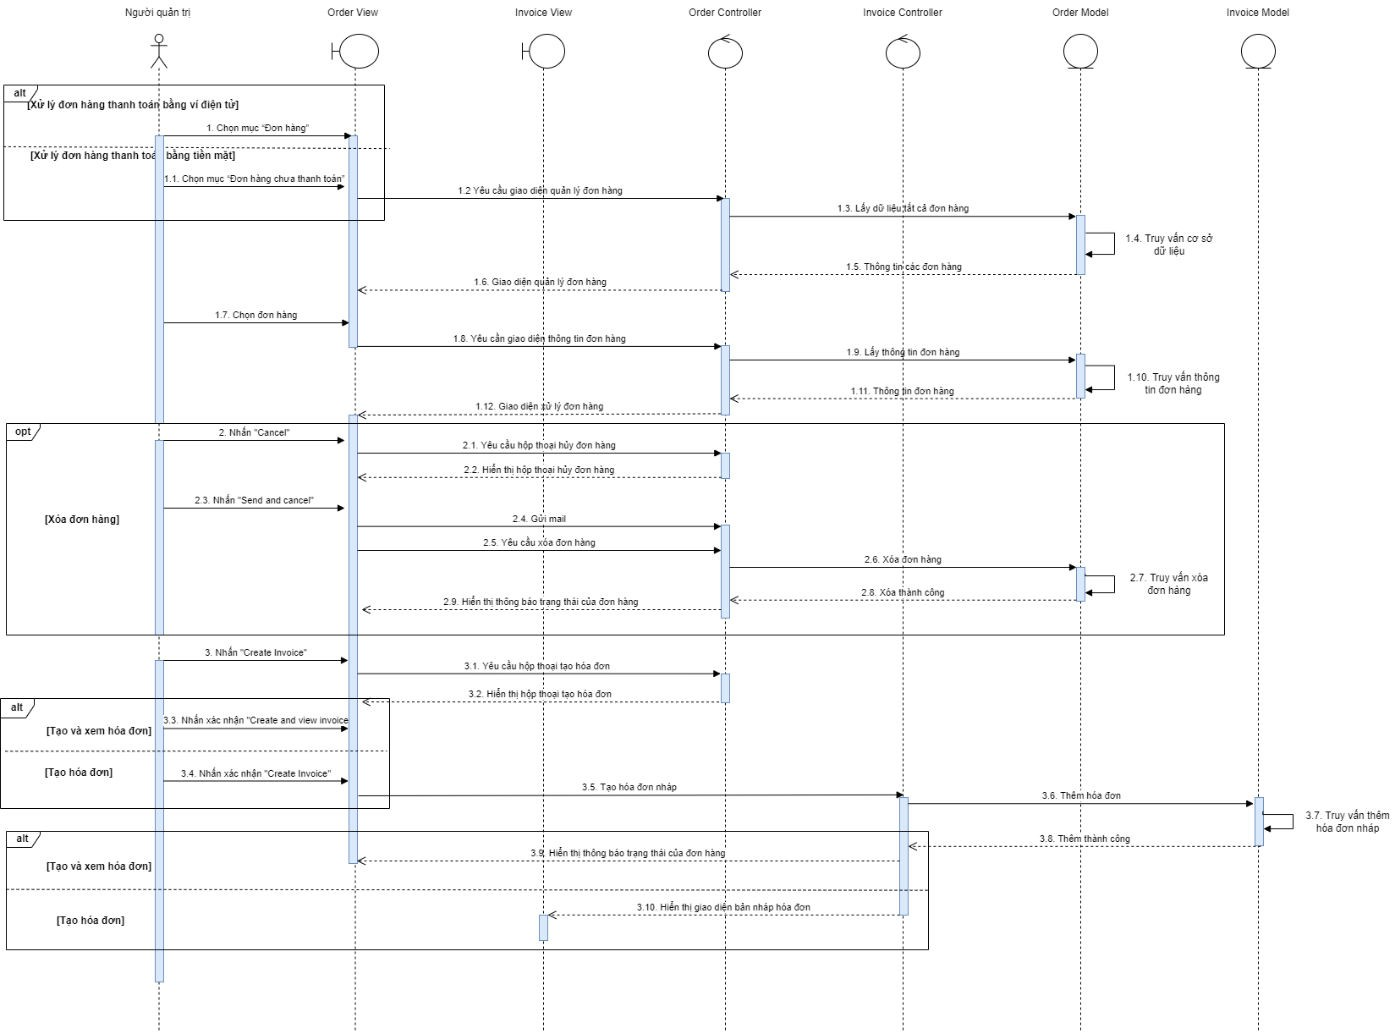 Người quản trị
Order View
Invoice View
Order Controller
Invoice Controller
Order Model
Invoice Model
alt
[Xử lý đơn hàng thanh toán bằng ví điện tử]
1. Chọn mục "Đơn hàng"
[Xử lý đơn hàng thanh toán bằng tiền mặt]
1.1. Chọn mục "Đơn hàng chưa thanh toán"
1.2 Yêu cầu giao diện quản lý đơn hàng
1.3. Lấy dữ liệu tất cả đơn hàng
1.4. Truy vấn cơ sở
dữ liệu
1.5. Thông tin các đơn hàng
1.6. Giao diện quản lý đơn hàng
1.7. Chọn đơn hàng
1.8. Yêu cần giao diện thông tin đơn hàng
1.9. Lấy thông tin đơn hàng
1.10. Truy vấn thông
tin đơn hàng
1.11. Thông tin đơn hàng
1.12. Giao diện xử lý đơn hàng
opt
2. Nhấn "Cancel"
2.1. Yêu cầu hộp thoại hủy đơn hàng
2.2. Hiển thị hộp thoại hủy đơn hàng
2.3. Nhấn "Send and cancel"
[Xóa đơn hàng]
2.4. Gửi mail
2.5. Yêu cầu xóa đơn hàng
2.6. Xóa đơn hàng
2.7. Truy vấn xóa
đơn hàng
2.8. Xóa thành công
2.9. Hiển thị thông báo trạng thái của đơn hàng
3. Nhấn "Create Invoice"
3.1. Yêu cầu hộp thoại tạo hóa đơn
3.2. Hiển thị hộp thoại tạo hóa đơn
alt
3.3. Nhấn xác nhận "Create and view invoice
[Tạo và xem hóa đơn]
[Tạo hóa đơn]
3.4. Nhấn xác nhận "Create Invoice"
3.5. Tạo hóa đơn nháp
3.6. Thêm hóa đơn
3.7. Truy vấn thêm
hóa đơn nháp
3.8. Thêm thành công
alt
3.9. Hiển thị thông báo trạng thái của đơn hàng
[Tạo và xem hóa đơn]
3.10. Hiển thị giao diện bản nháp hóa đơn
[Tạo hóa đơn]